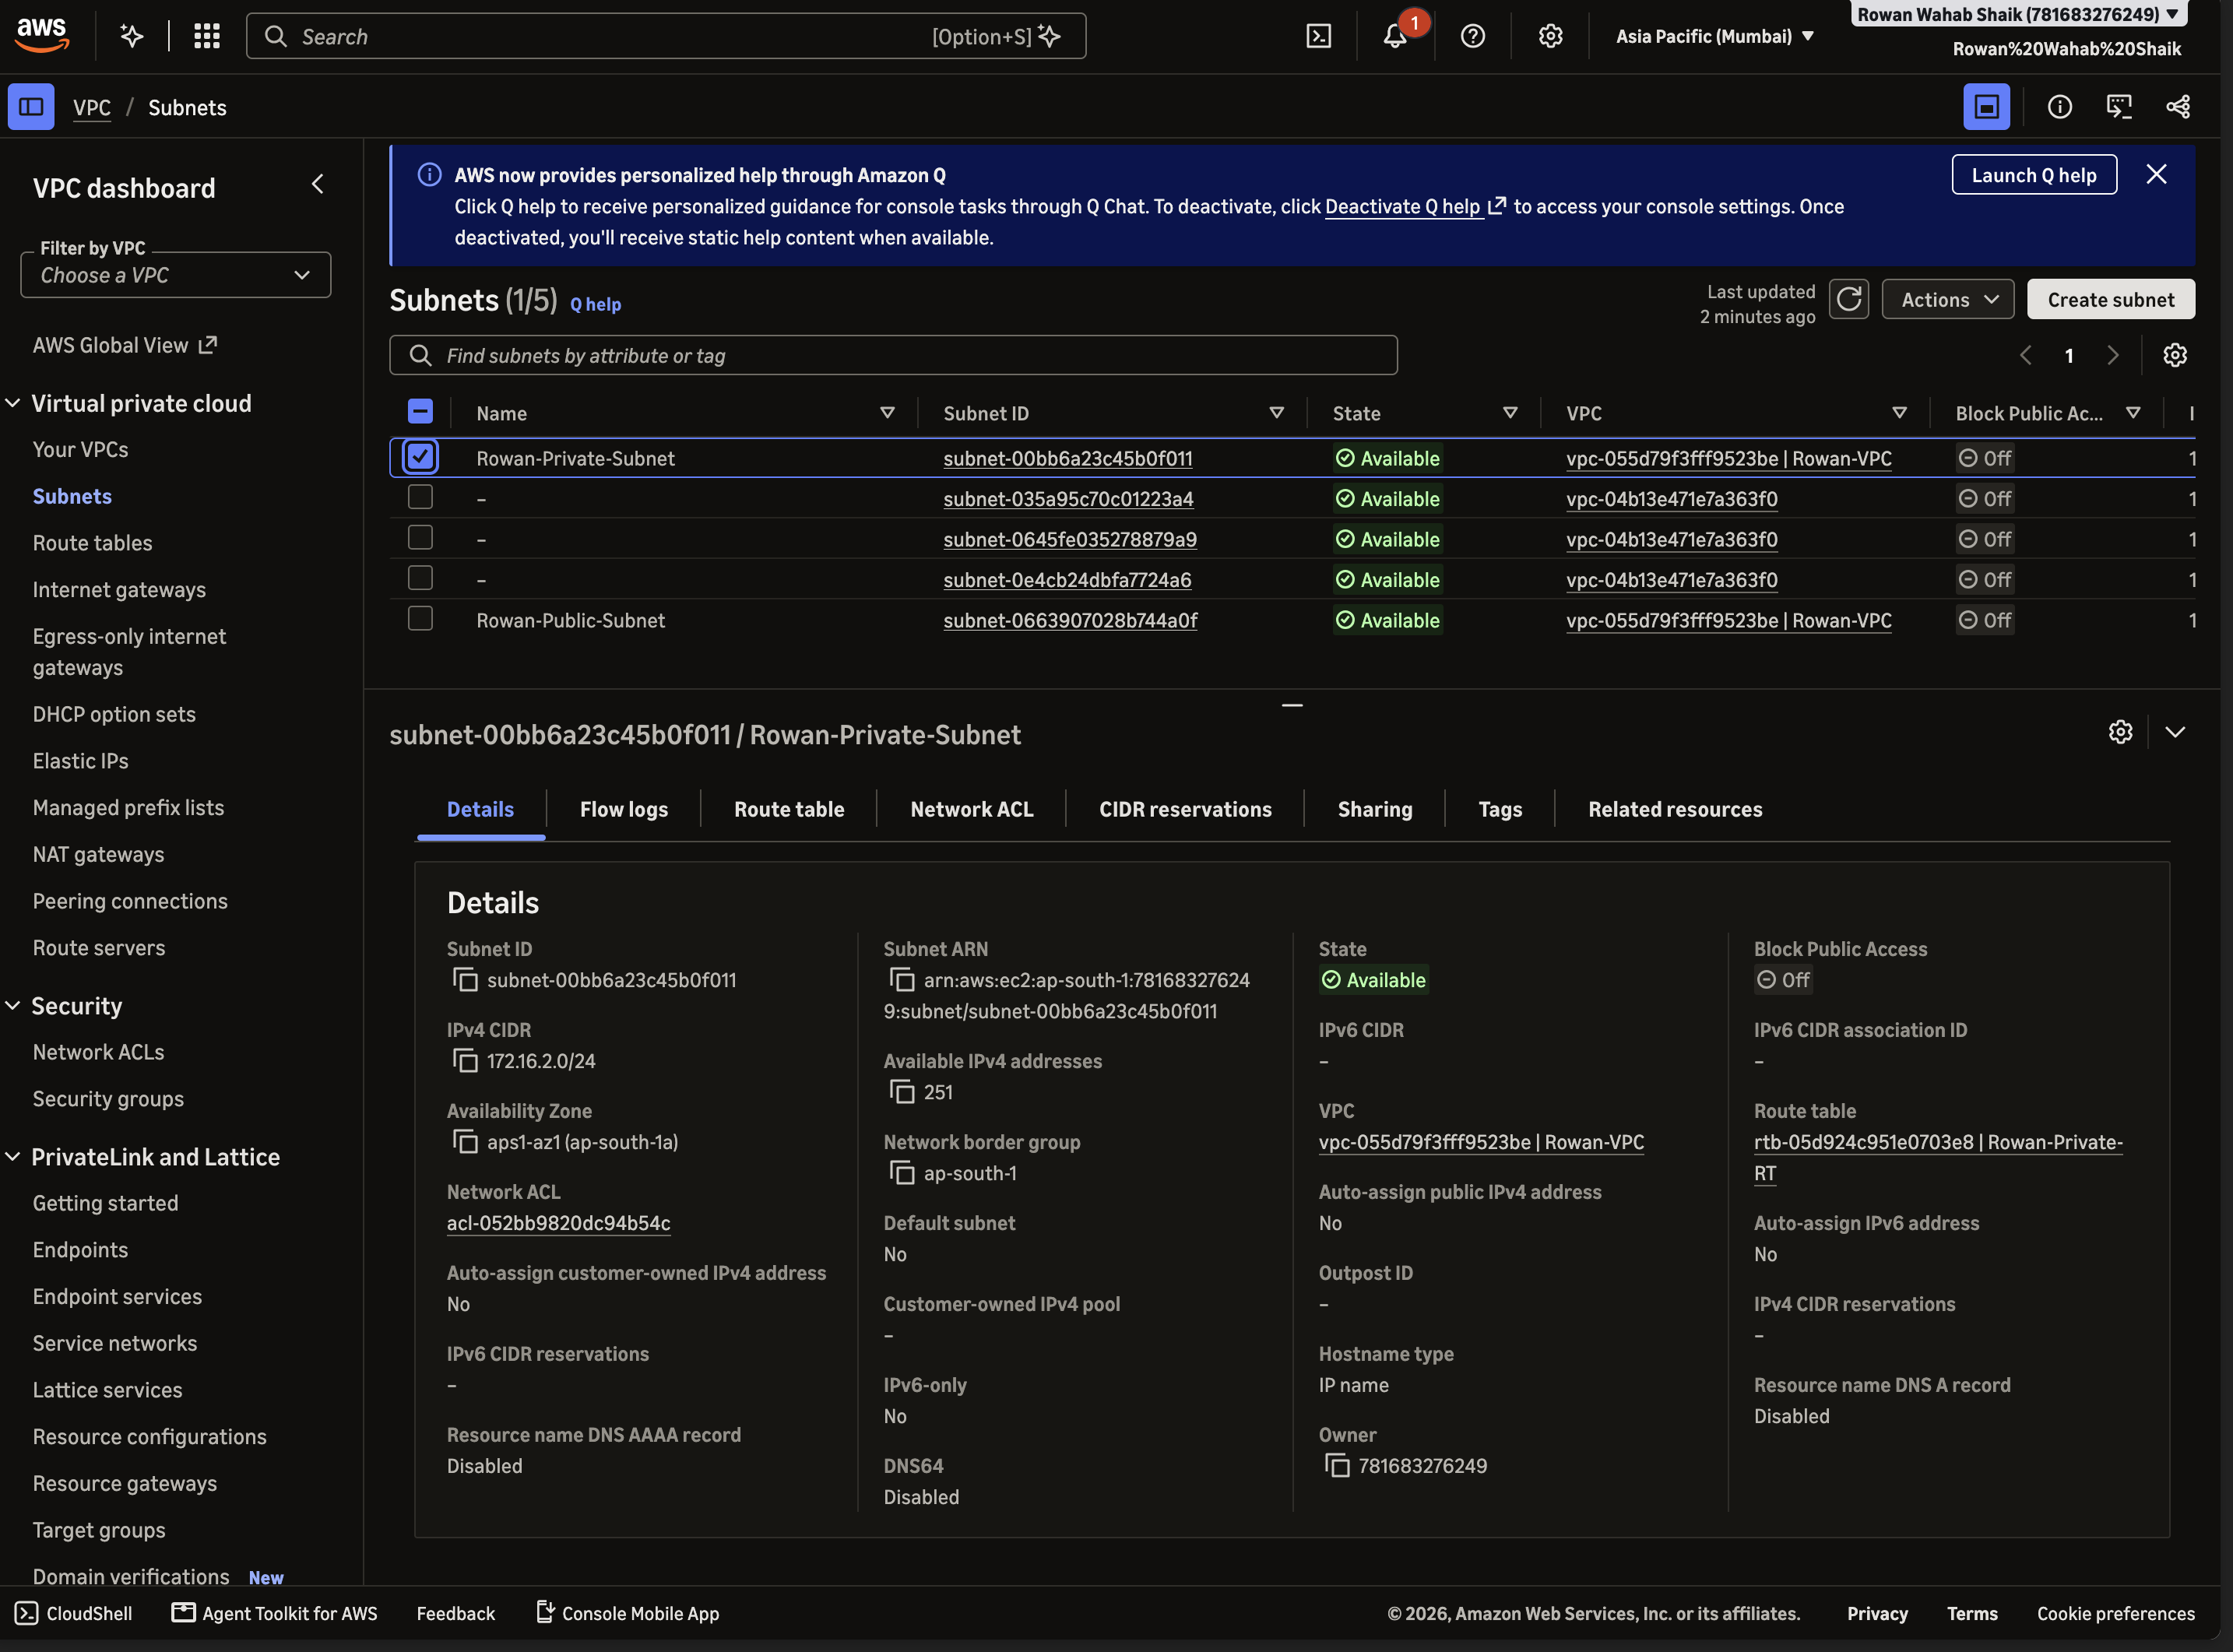 aws
Search
[Option+S]
1
Asia Pacific (Mumbai)
Rowan Wahab Shaik (781683276249)
Rowan%20Wahab%20Shaik
VPC / Subnets
VPC dashboard
Filter by VPC
Choose a VPC
AWS Global View
Virtual private cloud
Your VPCs
Subnets
Route tables
Internet gateways
Egress-only internet
gateways
DHCP option sets
Elastic IPs
Managed prefix lists
NAT gateways
Peering connections
Route servers
Security
Network ACLs
Security groups
PrivateLink and Lattice
Getting started
Endpoints
Endpoint services
Service networks
Lattice services
Resource configurations
Resource gateways
Target groups
Domain verifications New
AWS now provides personalized help through Amazon Q
Click Q help to receive personalized guidance for console tasks through Q Chat. To deactivate, click Deactivate Q help to access your console settings. Once
deactivated, you'll receive static help content when available.
Launch Q help
Subnets (1/5) Q help
Last updated
2 minutes ago
Actions
Create subnet
Find subnets by attribute or tag
1
Name Subnet ID State VPC Block Public Ac...
Rowan-Private-Subnet subnet-00bb6a23c45b0f011 Available vpc-055d79f3fff9523be | Rowan-VPC Off 1
– subnet-035a95c70c01223a4 Available vpc-04b13e471e7a363f0 Off 1
– subnet-0645fe035278879a9 Available vpc-04b13e471e7a363f0 Off 1
– subnet-0e4cb24dbfa7724a6 Available vpc-04b13e471e7a363f0 Off 1
Rowan-Public-Subnet subnet-0663907028b744a0f Available vpc-055d79f3fff9523be | Rowan-VPC Off 1
subnet-00bb6a23c45b0f011 / Rowan-Private-Subnet
Details Flow logs Route table Network ACL CIDR reservations Sharing Tags Related resources
Details
Subnet ID
subnet-00bb6a23c45b0f011
IPv4 CIDR
172.16.2.0/24
Availability Zone
aps1-az1 (ap-south-1a)
Network ACL
acl-052bb9820dc94b54c
Auto-assign customer-owned IPv4 address
No
IPv6 CIDR reservations
–
Resource name DNS AAAA record
Disabled
Subnet ARN
arn:aws:ec2:ap-south-1:78168327624
9:subnet/subnet-00bb6a23c45b0f011
Available IPv4 addresses
251
Network border group
ap-south-1
Default subnet
No
Customer-owned IPv4 pool
–
IPv6-only
No
DNS64
Disabled
State
Available
IPv6 CIDR
–
VPC
vpc-055d79f3fff9523be | Rowan-VPC
Auto-assign public IPv4 address
No
Outpost ID
–
Hostname type
IP name
Owner
781683276249
Block Public Access
Off
IPv6 CIDR association ID
–
Route table
rtb-05d924c951e0703e8 | Rowan-Private-
RT
Auto-assign IPv6 address
No
IPv4 CIDR reservations
–
Resource name DNS A record
Disabled
CloudShell Agent Toolkit for AWS Feedback Console Mobile App
© 2026, Amazon Web Services, Inc. or its affiliates. Privacy Terms Cookie preferences